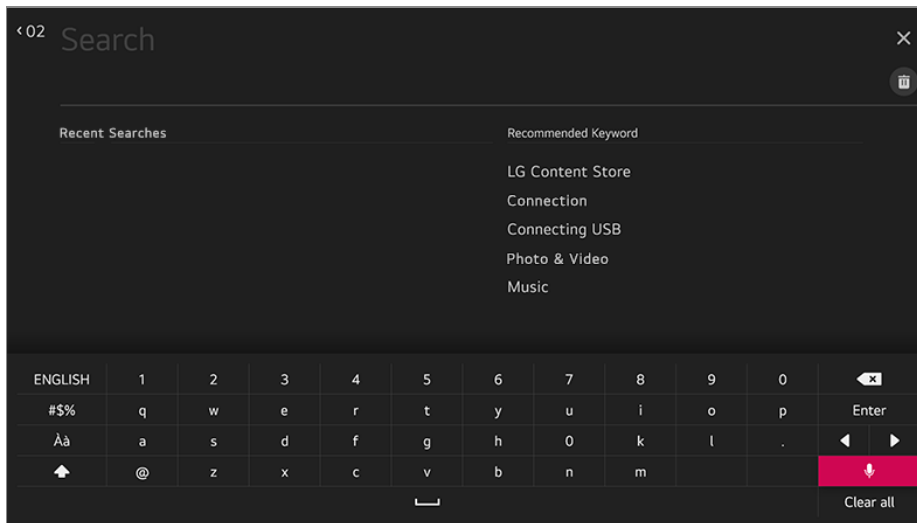 ‹02 Search
Recent Searches
Recommended Keyword
LG Content Store
Connection
Connecting USB
Photo & Video
Music
ENGLISH 1 2 3 4 5 6 7 8 9 0
#$% q w e r t y u i o p Enter
Àà a s d f g h 0 k l .
@ z x c v b n m
Clear all